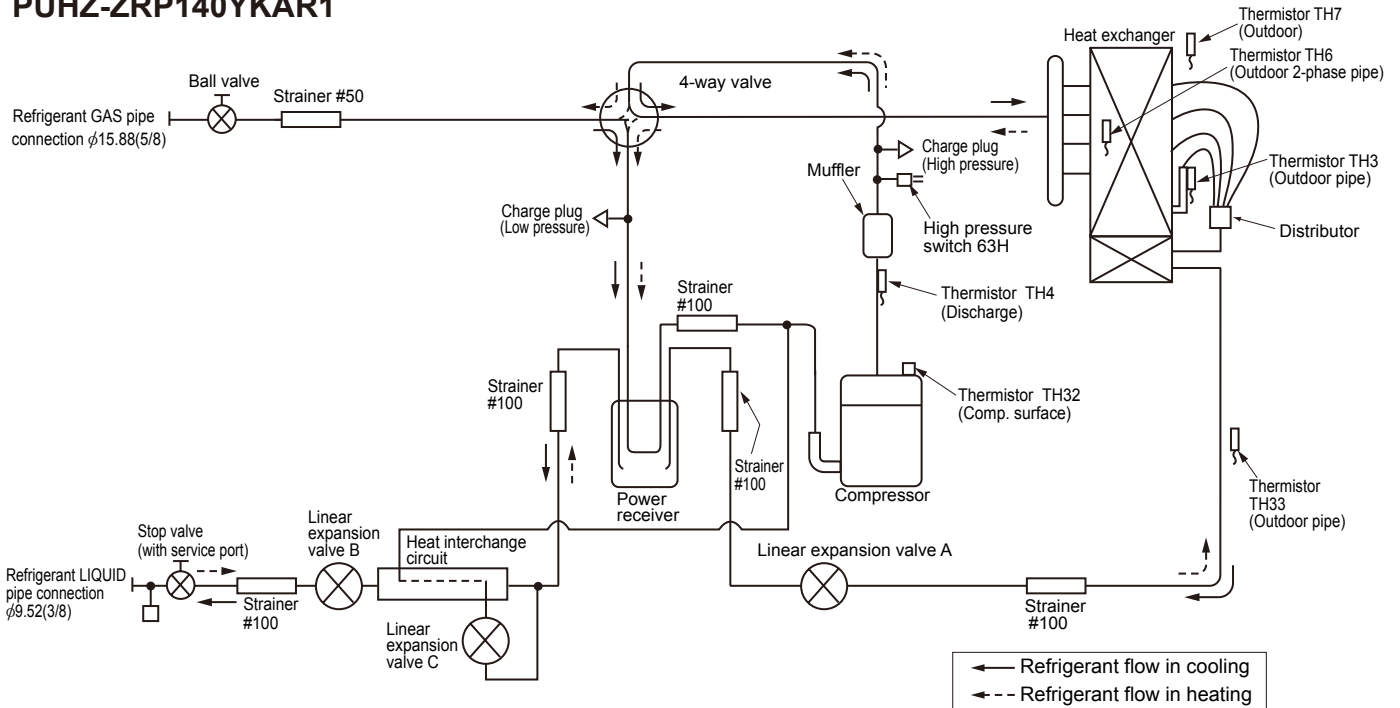 PUHZ-ZRP140YKAR1
Thermistor TH7
(Outdoor)
Heat exchanger
Thermistor TH6
(Outdoor 2-phase pipe)
Ball valve
Strainer #50
4-way valve
Refrigerant GAS pipe
connection ϕ15.88(5/8)
Charge plug
(High pressure)
Muffler
Thermistor TH3
(Outdoor pipe)
Charge plug
(Low pressure)
High pressure
switch 63H
Distributor
Strainer
#100
Thermistor TH4
(Discharge)
Strainer
#100
Thermistor TH32
(Comp. surface)
Strainer
#100
Power
receiver
Compressor
Thermistor
TH33
(Outdoor pipe)
Stop valve
(with service port)
Linear
expansion
valve B
Heat interchange
circuit
Linear expansion valve A
Refrigerant LIQUID
pipe connection
ϕ9.52(3/8)
Strainer
#100
Strainer
#100
Linear
expansion
valve C
Refrigerant flow in cooling
Refrigerant flow in heating